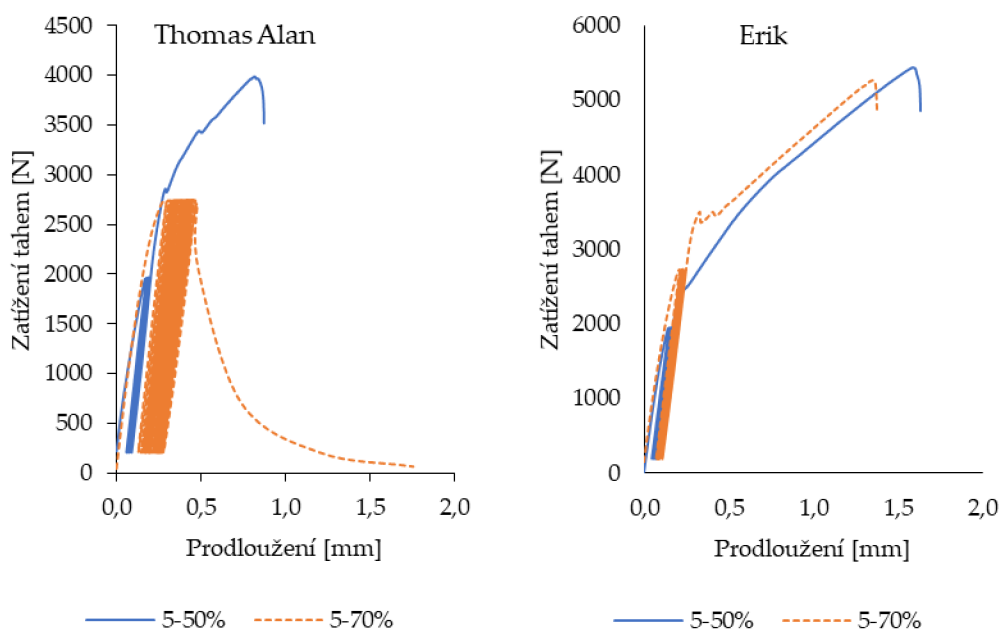 Thomas Alan
Zatížení tahem [N]
4500
4000
3500
3000
2500
2000
1500
1000
500
0
0,0 0,5 1,0 1,5 2,0
Prodloužení [mm]
5-50% 5-70%
Erik
Zatížení tahem [N]
6000
5000
4000
3000
2000
1000
0
0,0 0,5 1,0 1,5 2,0
Prodloužení [mm]
5-50% 5-70%